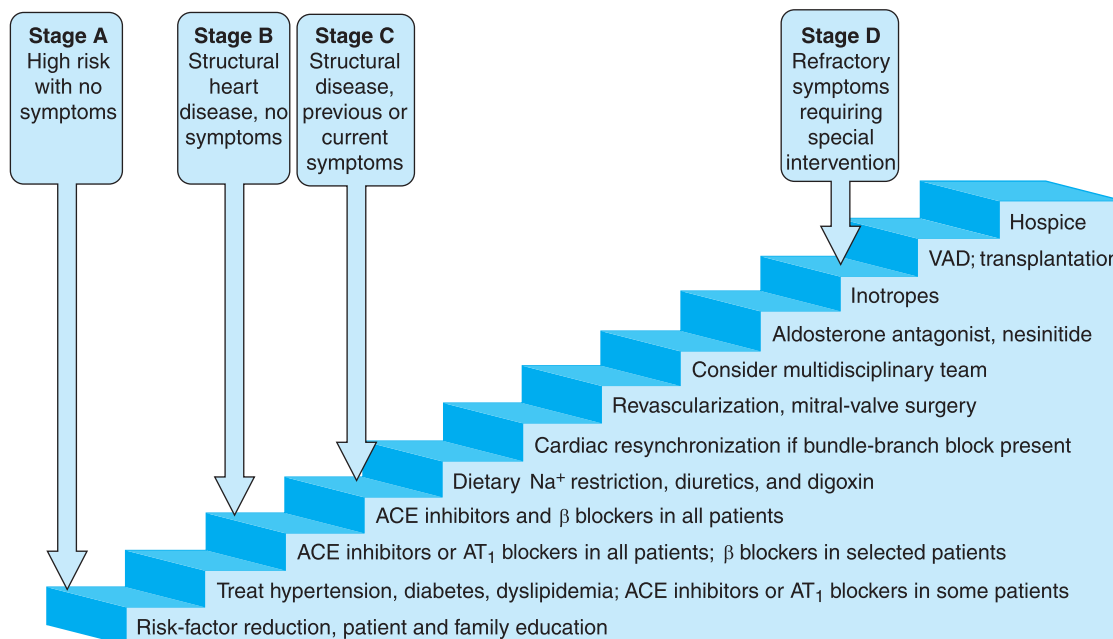 Stage A
High risk
with no
symptoms
Stage B
Structural
heart
disease, no
symptoms
Stage C
Structural
disease,
previous or
current
symptoms
Stage D
Refractory
symptoms
requiring
special
intervention
Hospice
VAD; transplantation
Inotropes
Aldosterone antagonist, nesinitide
Consider multidisciplinary team
Revascularization, mitral-valve surgery
Cardiac resynchronization if bundle-branch block present
Dietary Na⁺ restriction, diuretics, and digoxin
ACE inhibitors and β blockers in all patients
ACE inhibitors or AT₁ blockers in all patients; β blockers in selected patients
Treat hypertension, diabetes, dyslipidemia; ACE inhibitors or AT₁ blockers in some patients
Risk-factor reduction, patient and family education